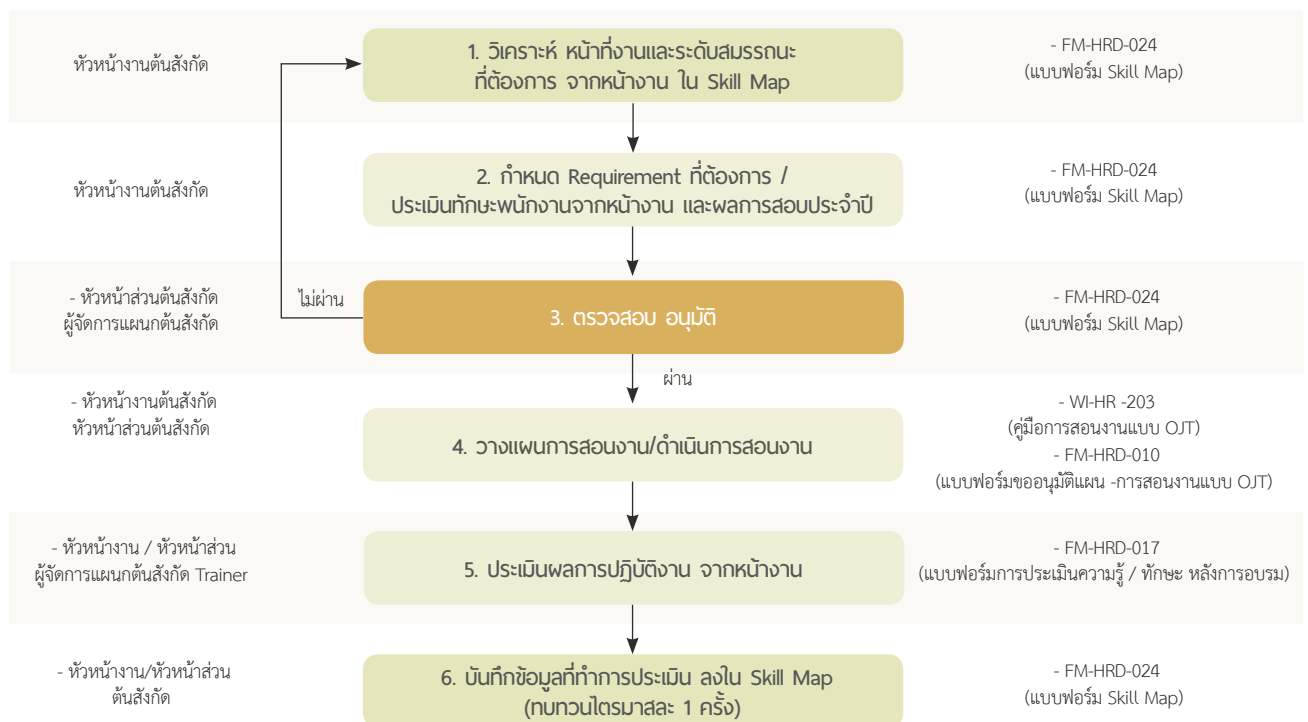 หัวหน้างานต้นสังกัด
1. วิเคราะห์ หน้าที่งานและระดับสมรรถนะ
ที่ต้องการ จากหน้างาน ใน Skill Map
- FM-HRD-024
(แบบฟอร์ม Skill Map)
หัวหน้างานต้นสังกัด
2. กำหนด Requirement ที่ต้องการ /
ประเมินทักษะพนักงานจากหน้างาน และผลการสอบประจำปี
- FM-HRD-024
(แบบฟอร์ม Skill Map)
- หัวหน้าส่วนต้นสังกัด
ผู้จัดการแผนกต้นสังกัด
ไม่ผ่าน
3. ตรวจสอบ อนุมัติ
- FM-HRD-024
(แบบฟอร์ม Skill Map)
ผ่าน
- หัวหน้างานต้นสังกัด
หัวหน้าส่วนต้นสังกัด
4. วางแผนการสอนงาน/ดำเนินการสอนงาน
- WI-HR -203
(คู่มือการสอนงานแบบ OJT)
- FM-HRD-010
(แบบฟอร์มขออนุมัติแผน -การสอนงานแบบ OJT)
- หัวหน้างาน / หัวหน้าส่วน
ผู้จัดการแผนกต้นสังกัด Trainer
5. ประเมินผลการปฏิบัติงาน จากหน้างาน
- FM-HRD-017
(แบบฟอร์มการประเมินความรู้ / ทักษะ หลังการอบรม)
- หัวหน้างาน/หัวหน้าส่วน
ต้นสังกัด
6. บันทึกข้อมูลที่ทำการประเมิน ลงใน Skill Map
(ทบทวนไตรมาสละ 1 ครั้ง)
- FM-HRD-024
(แบบฟอร์ม Skill Map)